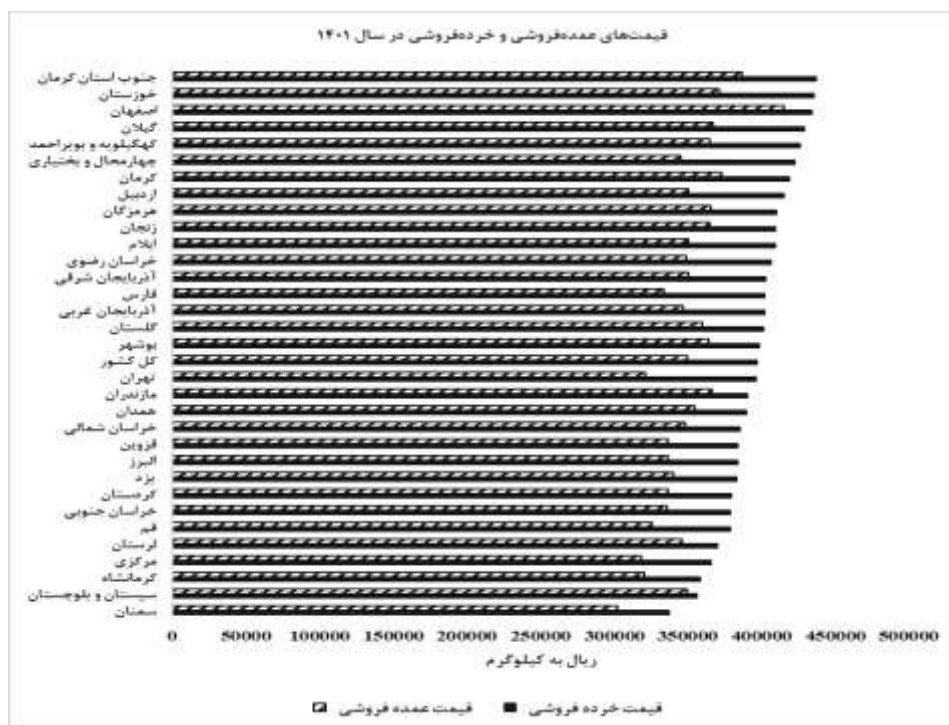 قیمت‌های عمده‌فروشی و خرده‌فروشی در سال ۱۴۰۱
جنوب استان کرمان
خوزستان
اصفهان
گیلان
کهگیلویه و بویراحمد
چهارمحال و بختیاری
کرمان
اردبیل
هرمزگان
زنجان
ایلام
خراسان رضوی
آذربایجان شرقی
فارس
آذربایجان غربی
گلستان
بوشهر
کل کشور
تهران
مازندران
همدان
خراسان شمالی
قزوین
البرز
یزد
کردستان
خراسان جنوبی
قم
لرستان
مرکزی
کرمانشاه
سیستان و بلوچستان
سمنان
0 50000 100000 150000 200000 250000 300000 350000 400000 450000 500000
ریال به کیلوگرم
قیمت خرده فروشی قیمت عمده فروشی